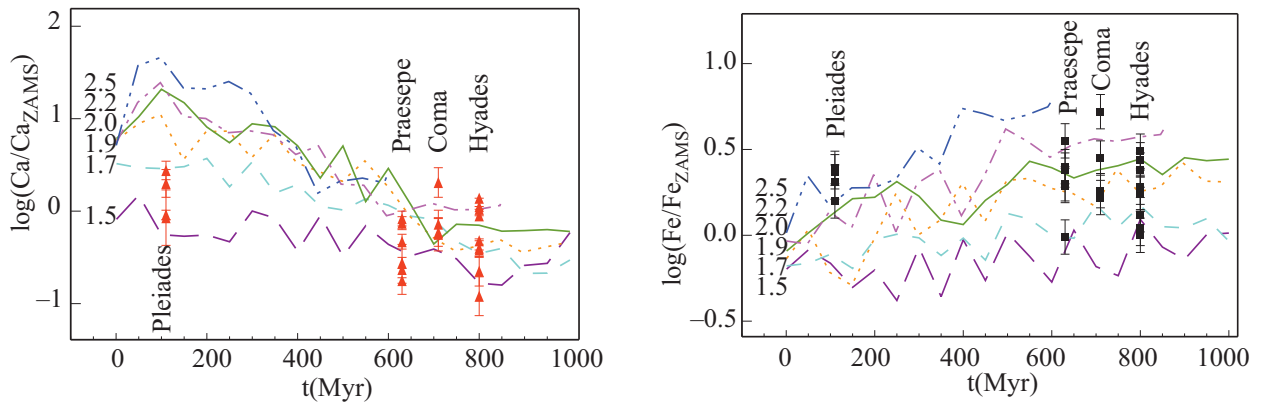 log(Ca/Ca_ZAMS)
2
1
0
−1
2.5
2.2
2.0
1.9
1.7
1.5
Pleiades
Praesepe
Coma
Hyades
0 200 400 600 800 1000
t(Myr)
log(Fe/Fe_ZAMS)
1.0
0.5
0.0
−0.5
2.5
2.2
2.0
1.9
1.7
1.5
Pleiades
Praesepe
Coma
Hyades
0 200 400 600 800 1000
t(Myr)